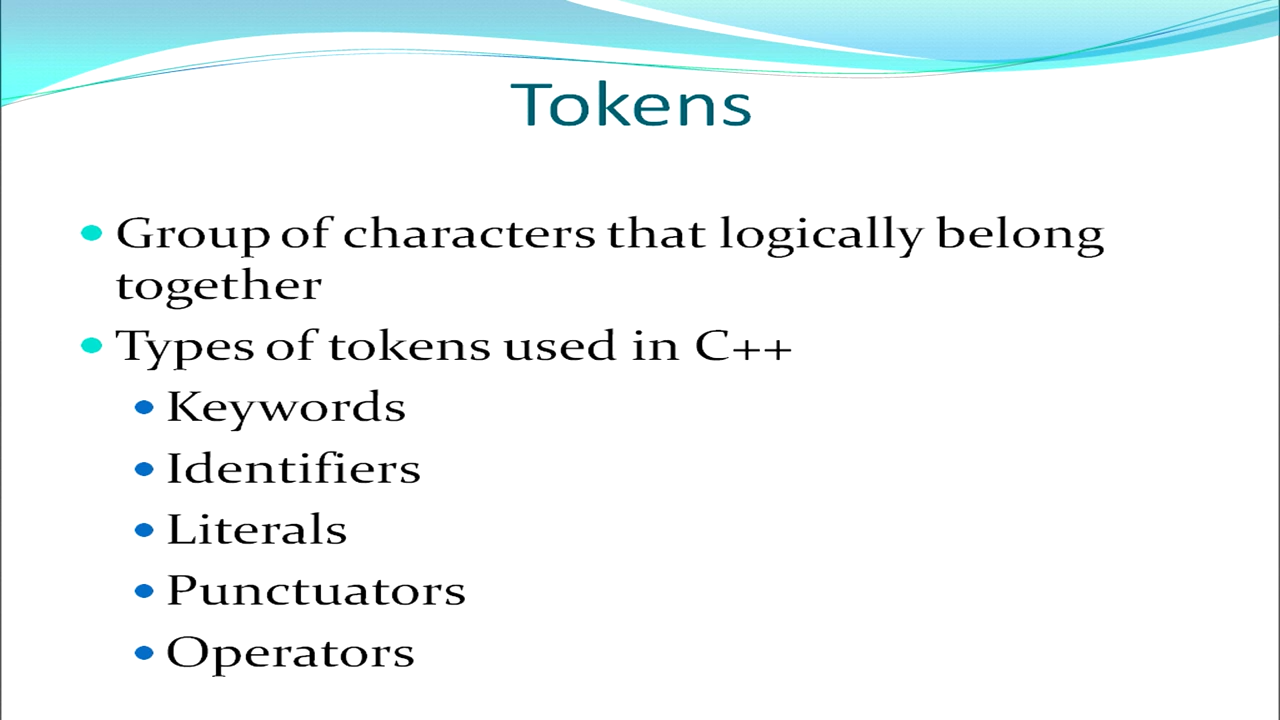 Tokens
Group of characters that logically belong
together
Types of tokens used in C++
Keywords
Identifiers
Literals
Punctuators
Operators